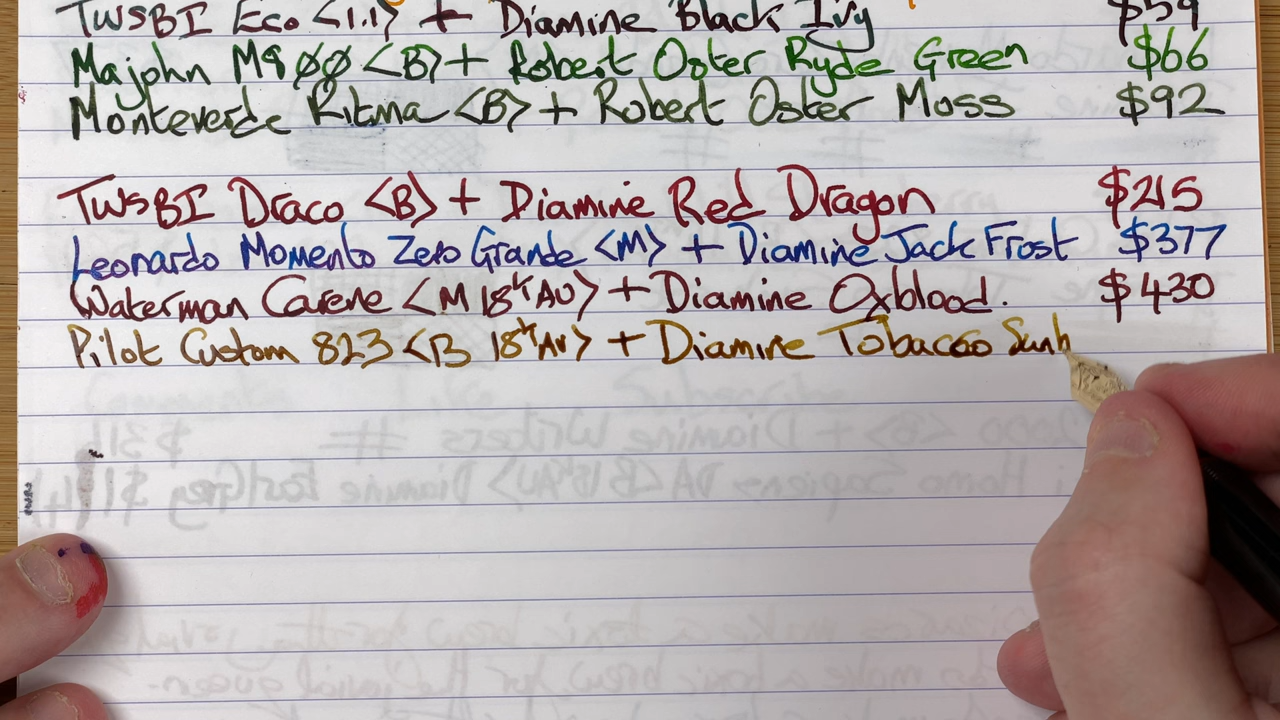 TWSBI Eco <1.1> + Diamine Black Ivy $59
Majohn M800 <B> + Robert Oster Ryde Green $66
Monteverde Ritma <B> + Robert Oster Moss $92
TWSBI Draco <B> + Diamine Red Dragon $215
Leonardo Momento Zero Grande <M> + Diamine Jack Frost $377
Waterman Carene <M 18k AU> + Diamine Oxblood. $430
Pilot Custom 823 <B 18k AU> + Diamine Tobacco Sunb